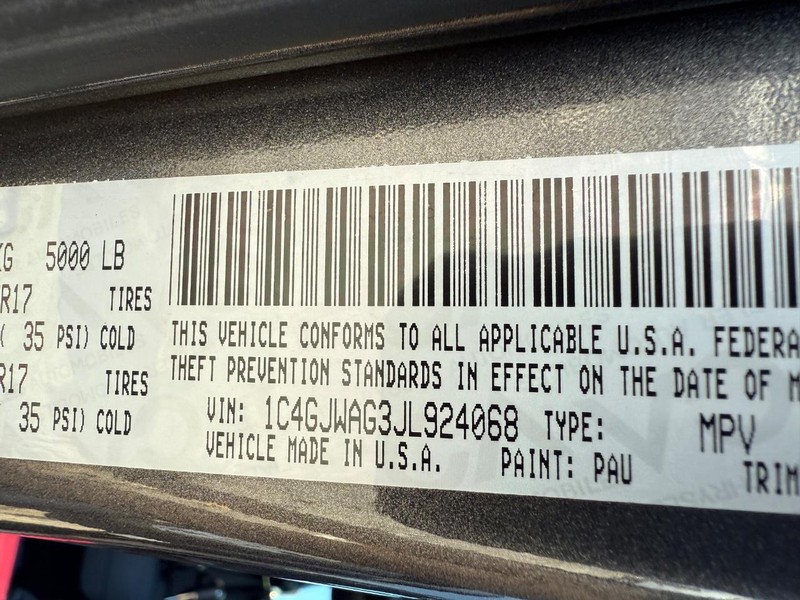 KG 5000 LB
R17 TIRES
( 35 PSI) COLD
R17 TIRES
35 PSI) COLD
THIS VEHICLE CONFORMS TO ALL APPLICABLE U.S.A. FEDERA
THEFT PREVENTION STANDARDS IN EFFECT ON THE DATE OF M
VIN: 1C4GJWAG3JL924068 TYPE: MPV
VEHICLE MADE IN U.S.A. PAINT: PAU TRIM